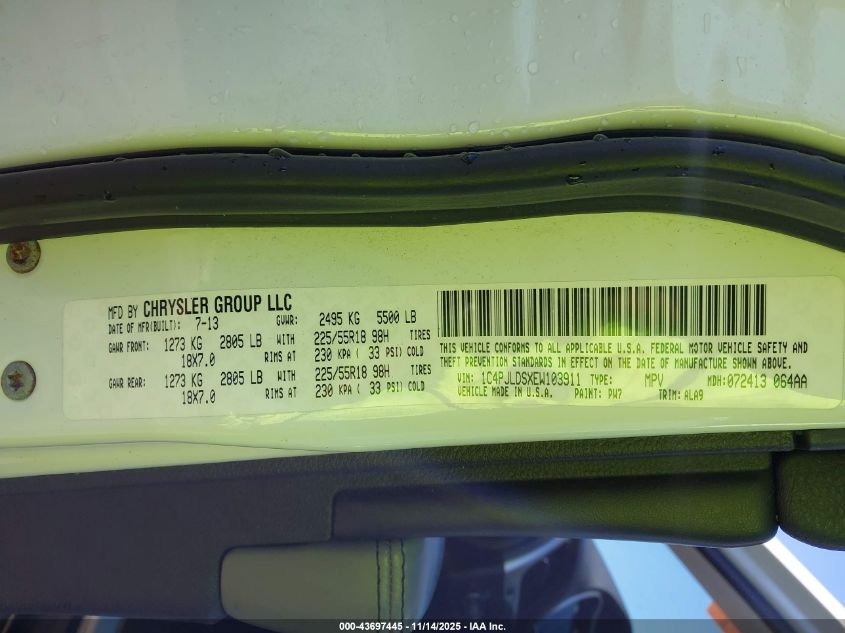 MFD BY CHRYSLER GROUP LLC
DATE OF MFR(BUILT): 7-13 GVWR: 2495 KG 5500 LB
GAWR FRONT: 1273 KG 2805 LB WITH 225/55R18 98H TIRES
18X7.0 RIMS AT 230 KPA ( 33 PSI) COLD
GAWR REAR: 1273 KG 2805 LB WITH 225/55R18 98H TIRES
18X7.0 RIMS AT 230 KPA ( 33 PSI) COLD
THIS VEHICLE CONFORMS TO ALL APPLICABLE U.S.A. FEDERAL MOTOR VEHICLE SAFETY AND
THEFT PREVENTION STANDARDS IN EFFECT ON THE DATE OF MANUFACTURE SHOWN ABOVE.
VIN: 1C4PJLDSXEW103911 TYPE: MPV MDH: 072413 064AA
VEHICLE MADE IN U.S.A. PAINT: PW7 TRIM: ALA9
000-43697445 - 11/14/2025 - IAA Inc.